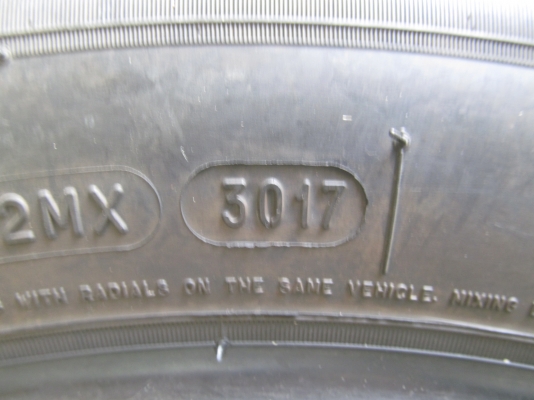 2MX 3017
WITH RADIALS ON THE SAME VEHICLE. MIXING